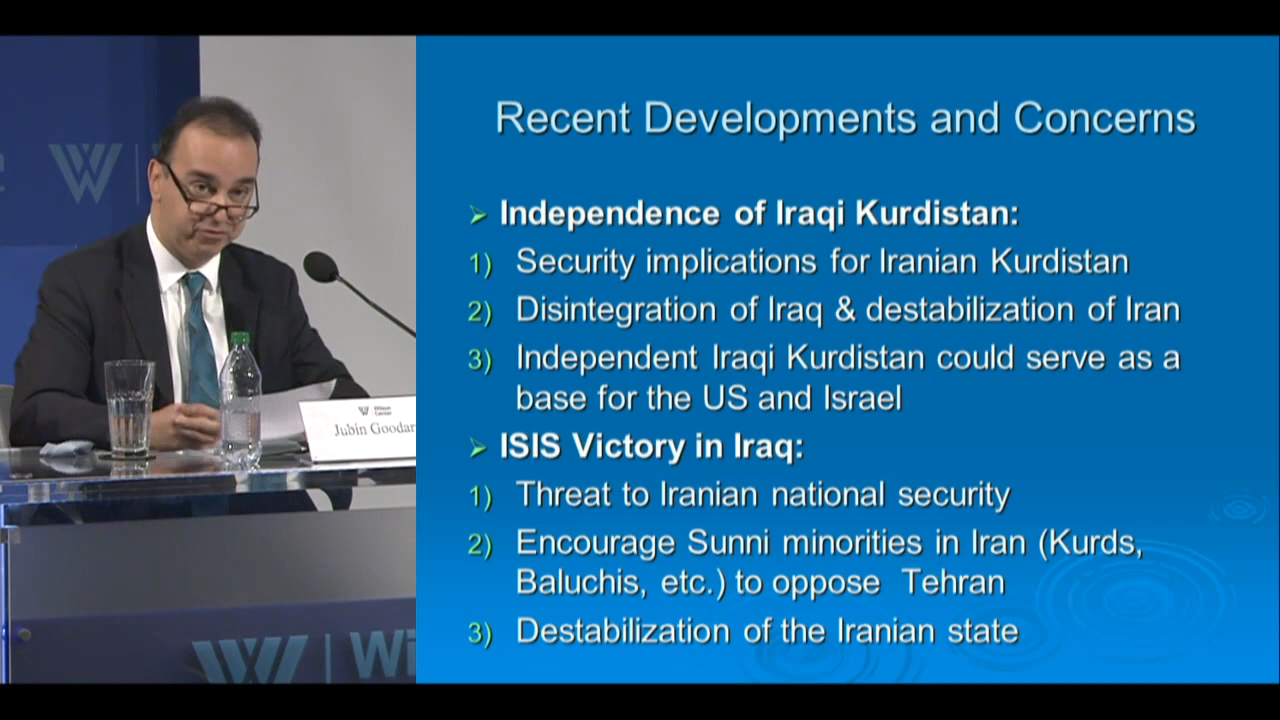 Recent Developments and Concerns
➢ Independence of Iraqi Kurdistan:
1) Security implications for Iranian Kurdistan
2) Disintegration of Iraq & destabilization of Iran
3) Independent Iraqi Kurdistan could serve as a
base for the US and Israel
➢ ISIS Victory in Iraq:
1) Threat to Iranian national security
2) Encourage Sunni minorities in Iran (Kurds,
Baluchis, etc.) to oppose Tehran
3) Destabilization of the Iranian state
W
Wilson
Center
Jubin Goodar
W | Wi